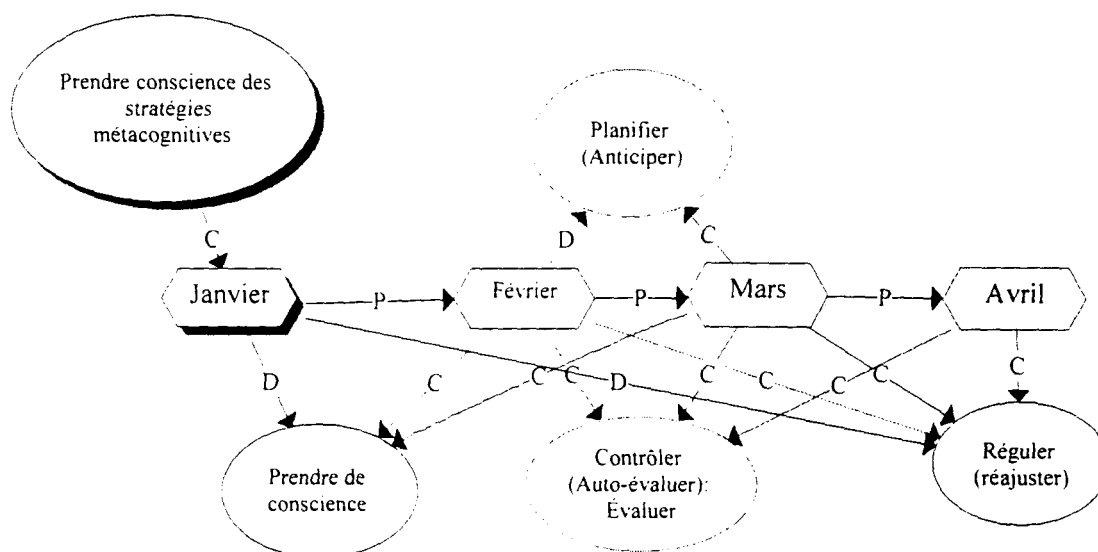 Prendre conscience des
stratégies
métacognitives
Planifier
(Anticiper)
C
D
C
Janvier
P
Février
P
Mars
P
Avril
D
C
C
C
D
C
C
C
C
C
Prendre de
conscience
Contrôler
(Auto-évaluer):
Évaluer
Réguler
(réajuster)